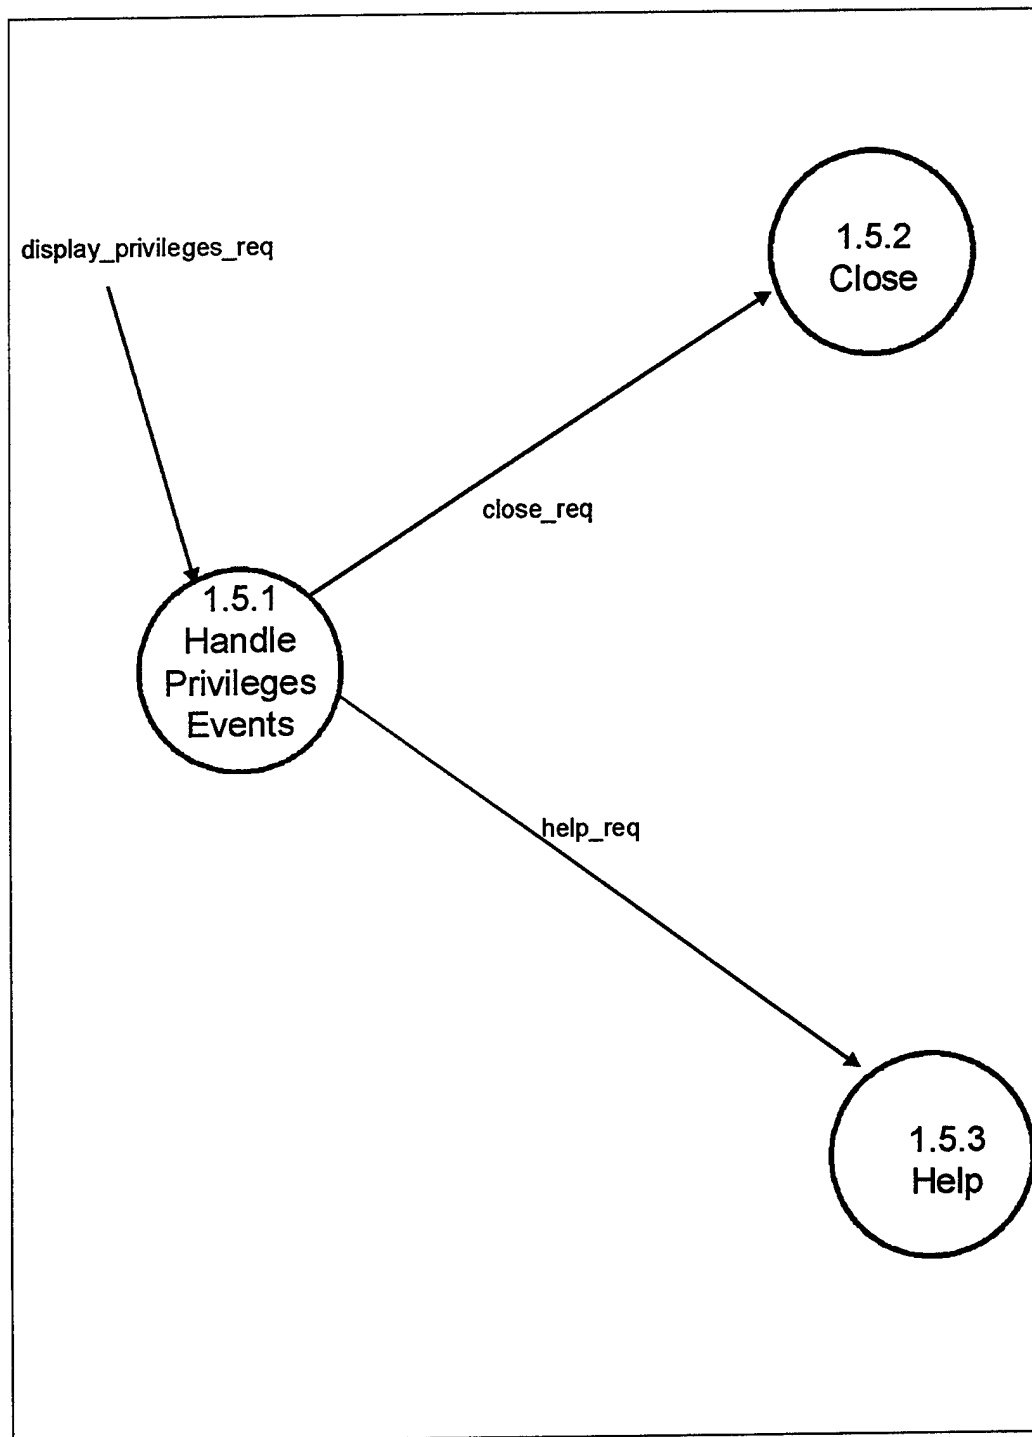 display_privileges_req
1.5.2
Close
close_req
1.5.1
Handle
Privileges
Events
help_req
1.5.3
Help